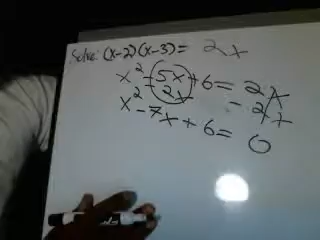 Solve: (x-2)(x-3) = 2x
x² - 5x + 6 = 2x
- 2x - 2x
x² - 7x + 6 = 0